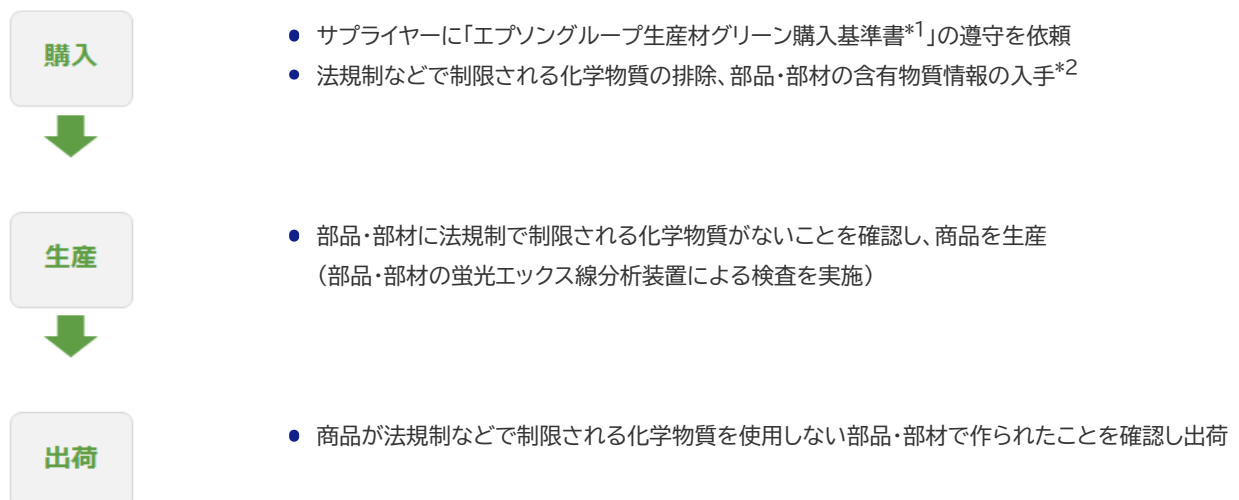 購入
• サプライヤーに「エプソングループ生産材グリーン購入基準書*1」の遵守を依頼
• 法規制などで制限される化学物質の排除、部品・部材の含有物質情報の入手*2
生産
• 部品・部材に法規制で制限される化学物質がないことを確認し、商品を生産
（部品・部材の蛍光エックス線分析装置による検査を実施）
出荷
• 商品が法規制などで制限される化学物質を使用しない部品・部材で作られたことを確認し出荷